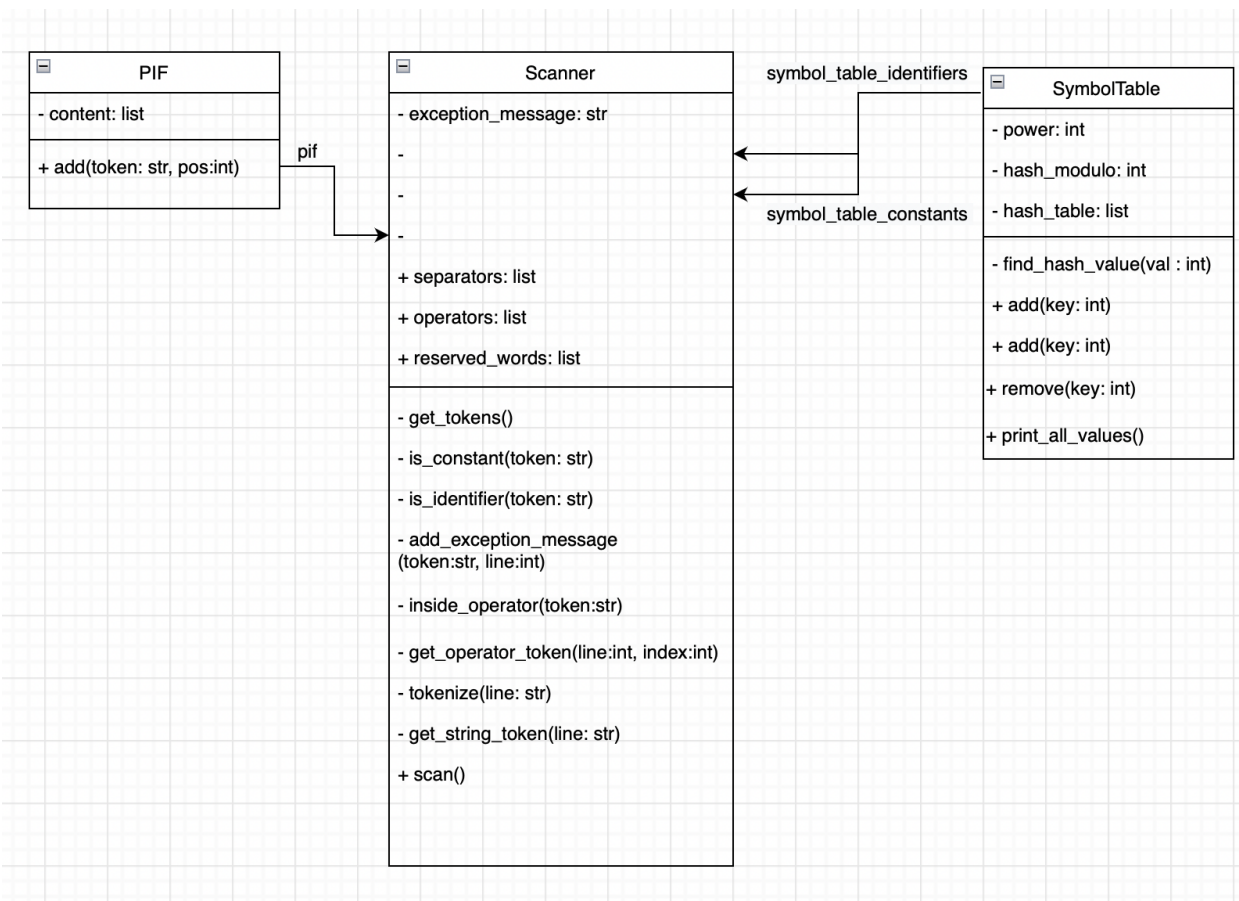 PIF
- content: list
+ add(token: str, pos:int)
pif
Scanner
- exception_message: str
-
-
-
+ separators: list
+ operators: list
+ reserved_words: list
- get_tokens()
- is_constant(token: str)
- is_identifier(token: str)
- add_exception_message
(token:str, line:int)
- inside_operator(token:str)
- get_operator_token(line:int, index:int)
- tokenize(line: str)
- get_string_token(line: str)
+ scan()
symbol_table_identifiers
symbol_table_constants
SymbolTable
- power: int
- hash_modulo: int
- hash_table: list
- find_hash_value(val : int)
+ add(key: int)
+ add(key: int)
+ remove(key: int)
+ print_all_values()